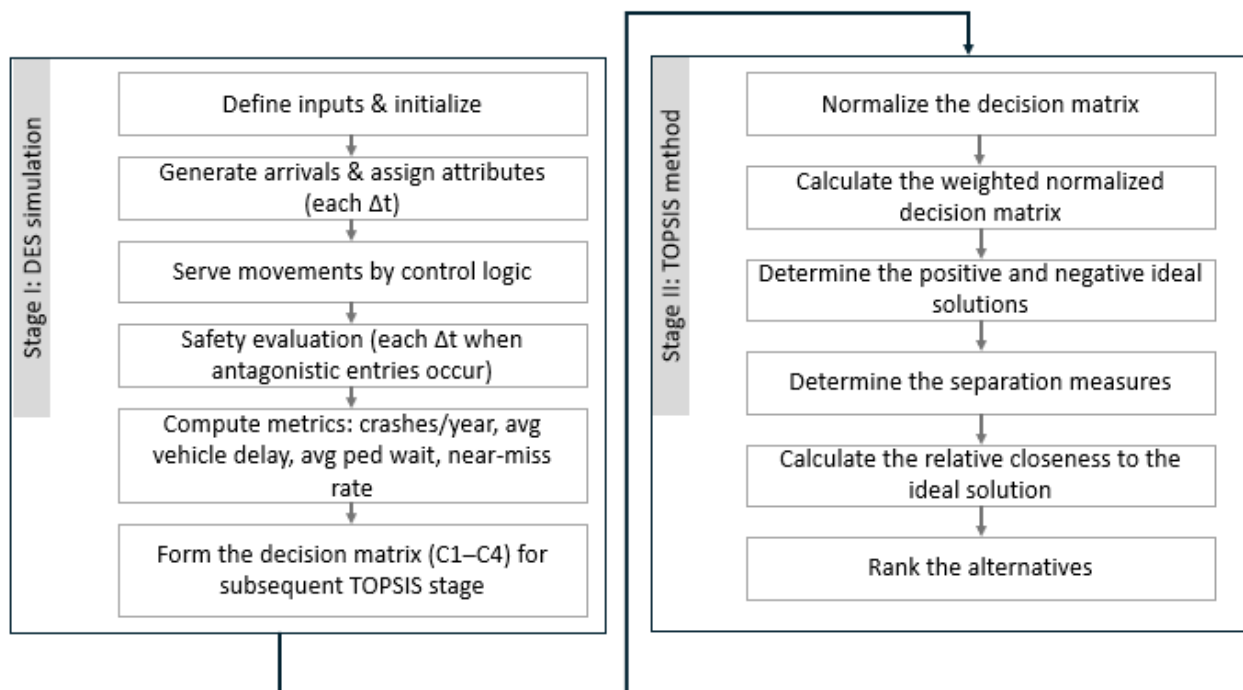 Stage I: DES simulation
Define inputs & initialize
Generate arrivals & assign attributes
(each Δt)
Serve movements by control logic
Safety evaluation (each Δt when
antagonistic entries occur)
Compute metrics: crashes/year, avg
vehicle delay, avg ped wait, near-miss
rate
Form the decision matrix (C1–C4) for
subsequent TOPSIS stage
Stage II: TOPSIS method
Normalize the decision matrix
Calculate the weighted normalized
decision matrix
Determine the positive and negative ideal
solutions
Determine the separation measures
Calculate the relative closeness to the
ideal solution
Rank the alternatives